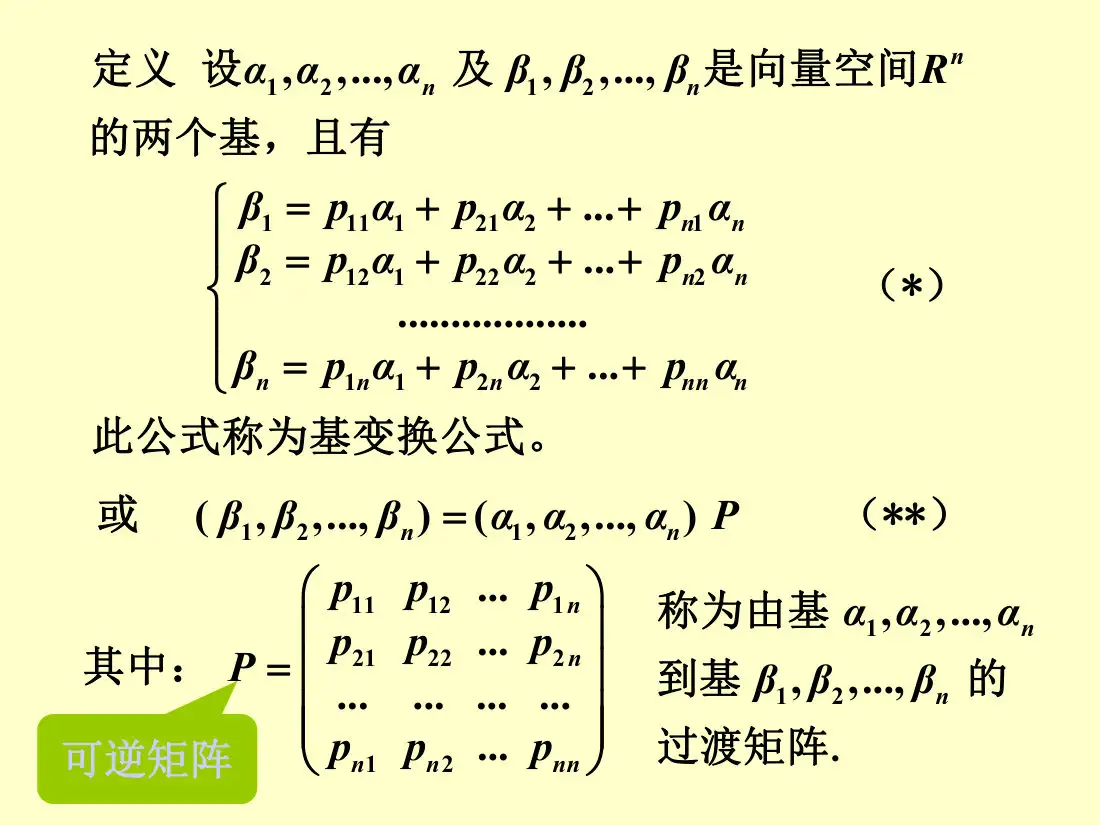 定义 设α1,α2,...,αn 及 β1,β2,...,βn是向量空间R^n
的两个基，且有
β1 = p11α1 + p21α2 + ... + pn1αn
β2 = p12α1 + p22α2 + ... + pn2αn
（*）
..................
βn = p1nα1 + p2nα2 + ... + pnnαn
此公式称为基变换公式。
或 (β1,β2,...,βn) = (α1,α2,...,αn) P （**）
其中： P =
p11 p12 ... p1n
p21 p22 ... p2n
... ... ... ...
pn1 pn2 ... pnn
称为由基 α1,α2,...,αn
到基 β1,β2,...,βn 的
过渡矩阵.
可逆矩阵